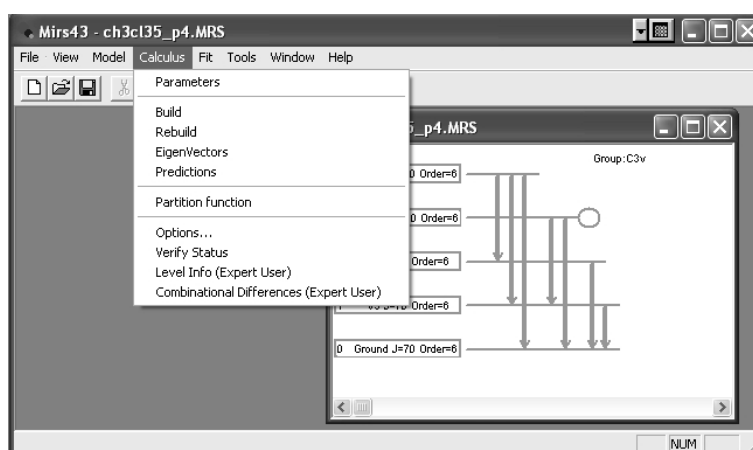 Mirs43 - ch3cl35_p4.MRS
File View Model Calculus Fit Tools Window Help
Parameters
Build
Rebuild
EigenVectors
Predictions
Partition function
Options...
Verify Status
Level Info (Expert User)
Combinational Differences (Expert User)
_p4.MRS
Group:C3v
0 Order=6
0 Order=6
Order=6
Order=6
0 Ground J=70 Order=6
NUM